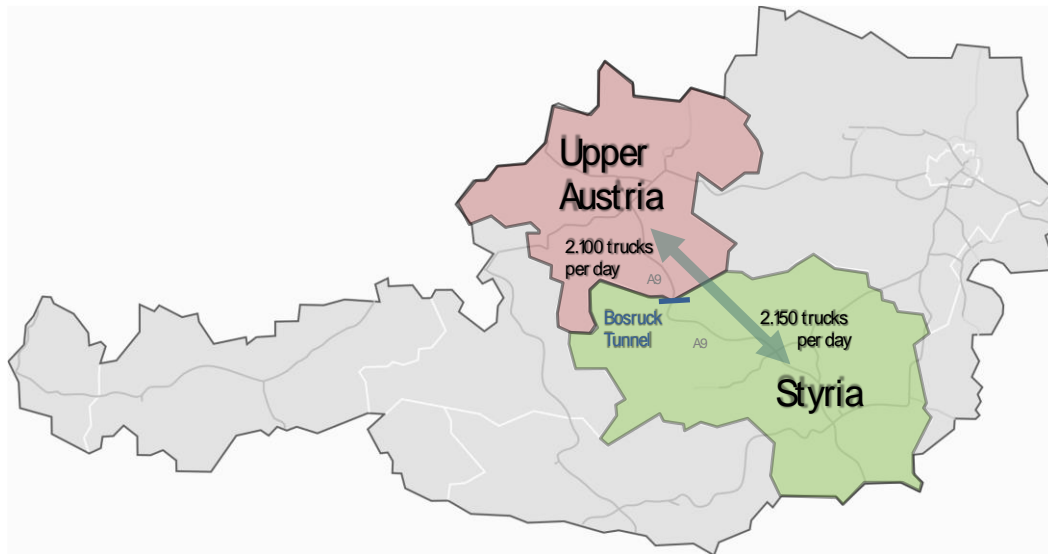 Upper
Austria
2.100 trucks
per day
A9
Bosruck
Tunnel
2.150 trucks
per day
A9
Styria